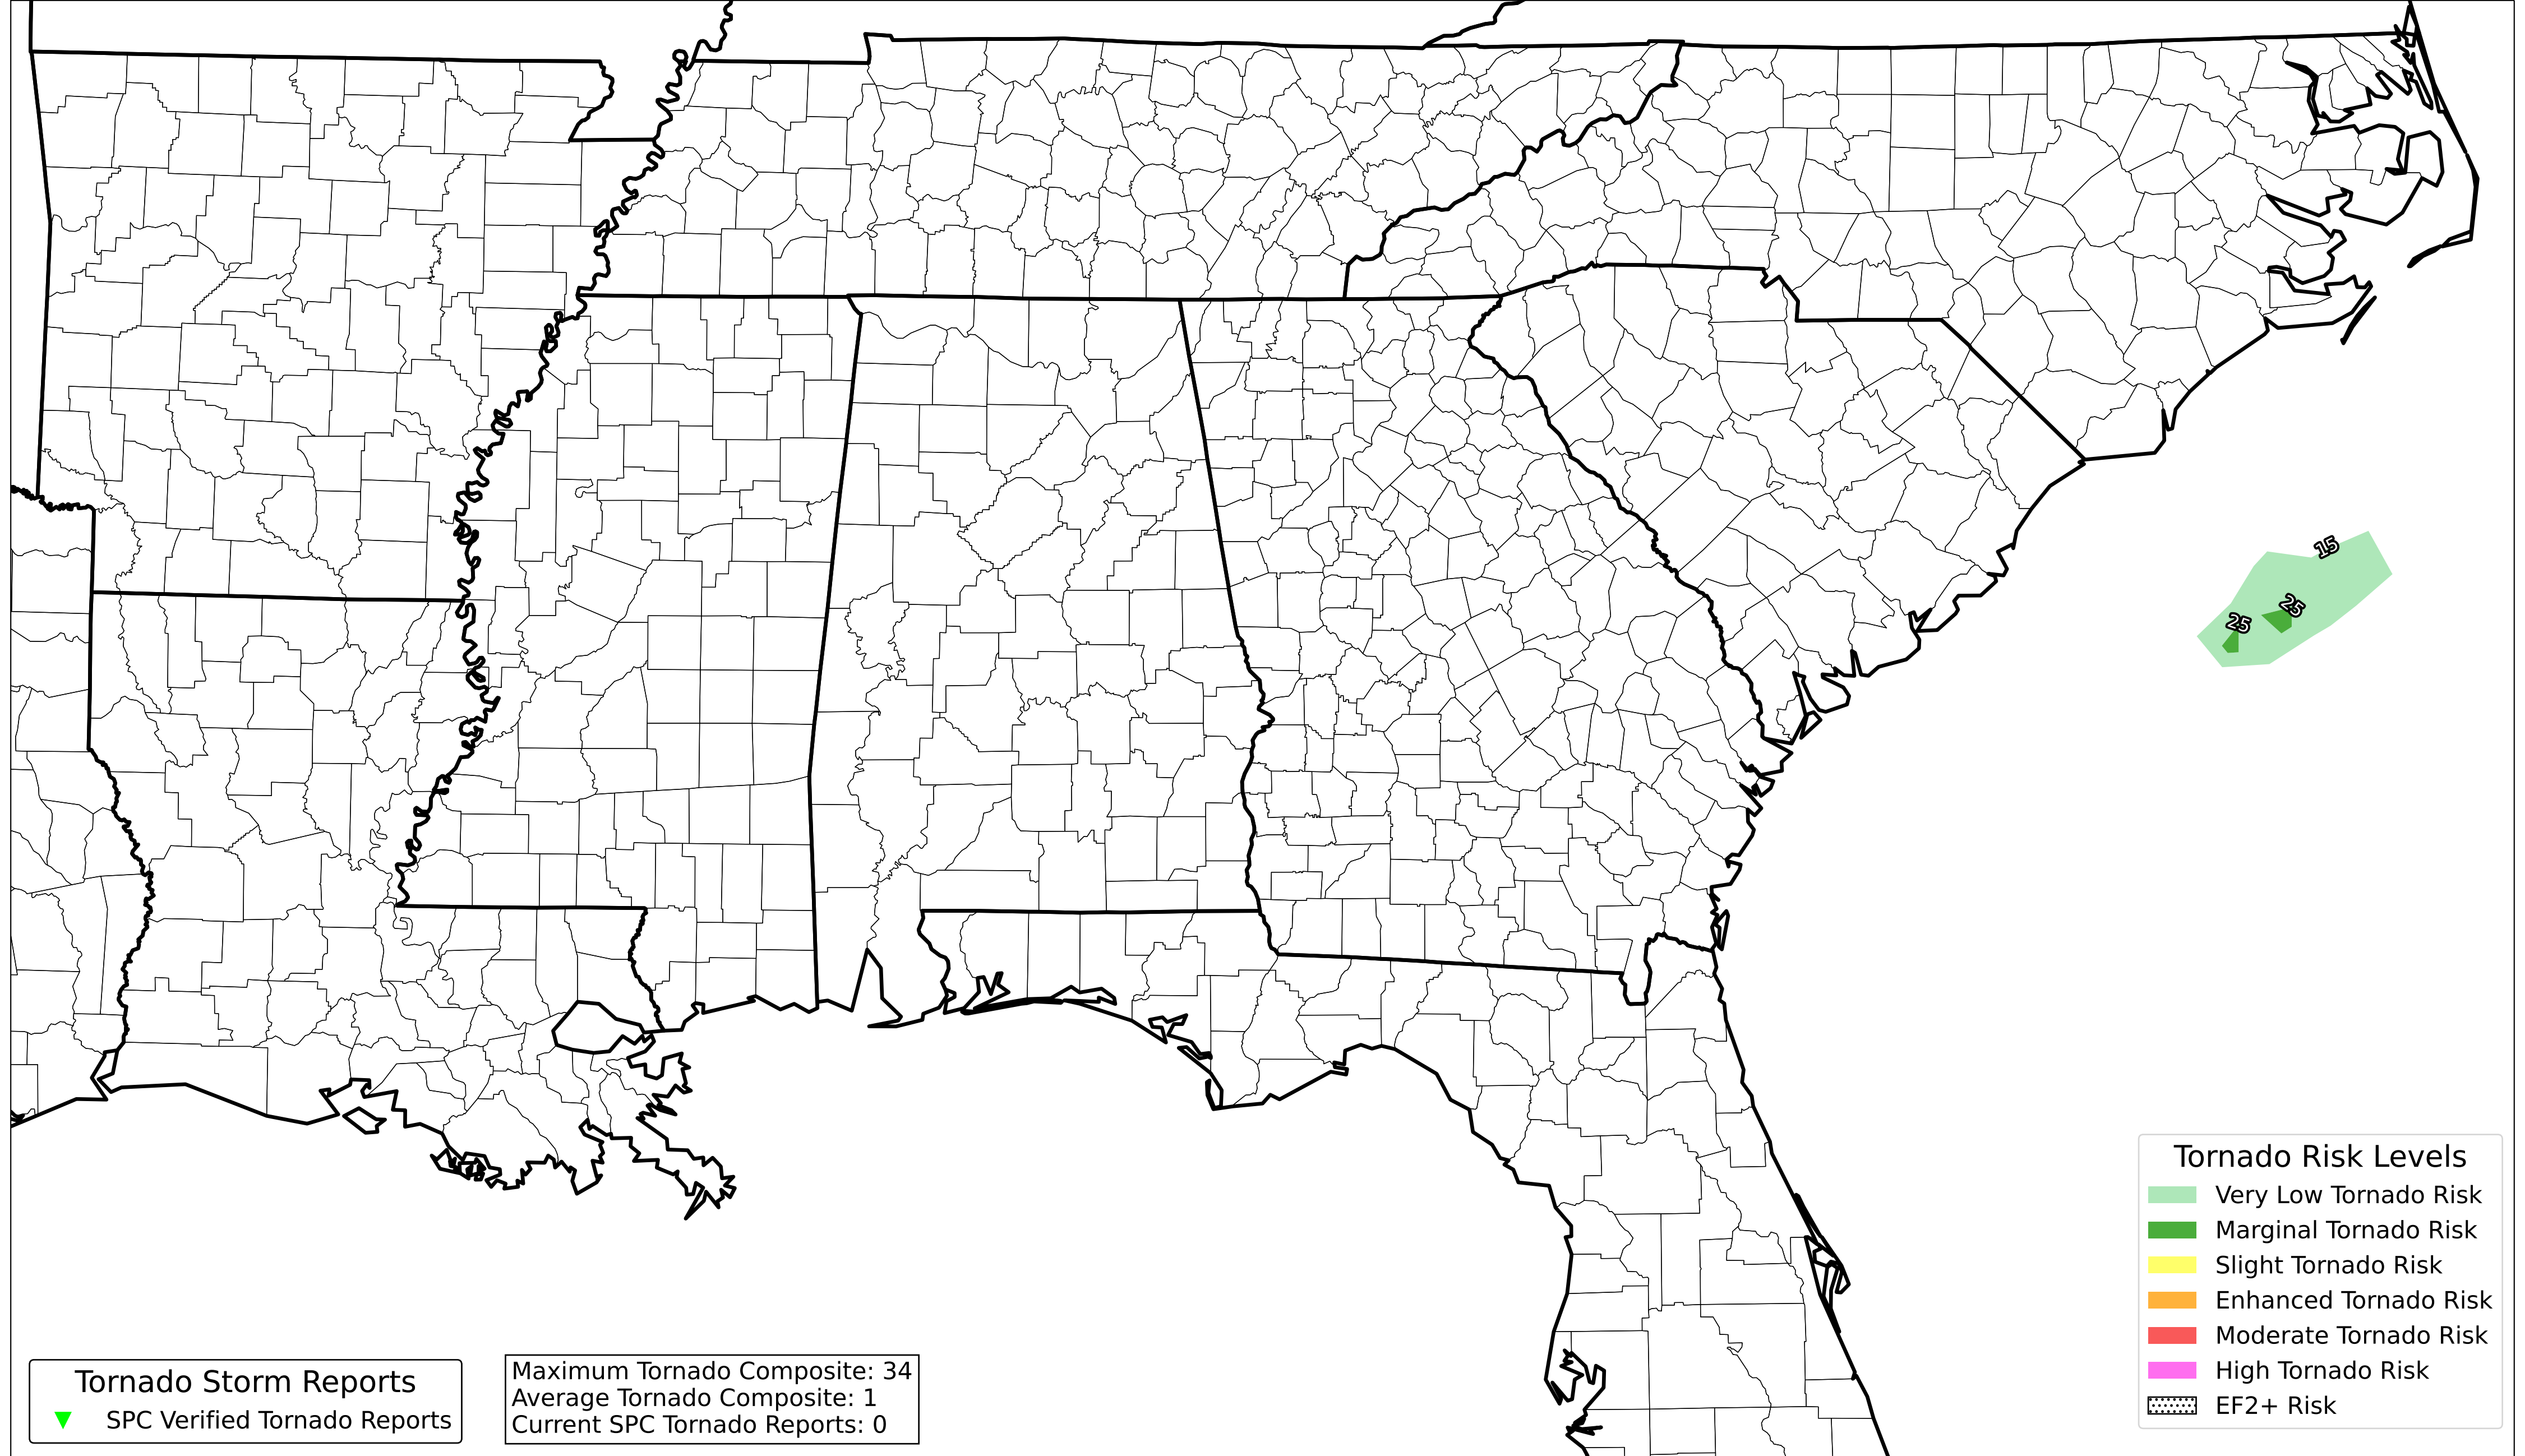 15
25
25
Tornado Risk Levels
Very Low Tornado Risk
Marginal Tornado Risk
Slight Tornado Risk
Enhanced Tornado Risk
Moderate Tornado Risk
High Tornado Risk
EF2+ Risk
Tornado Storm Reports
SPC Verified Tornado Reports
Maximum Tornado Composite: 34
Average Tornado Composite: 1
Current SPC Tornado Reports: 0